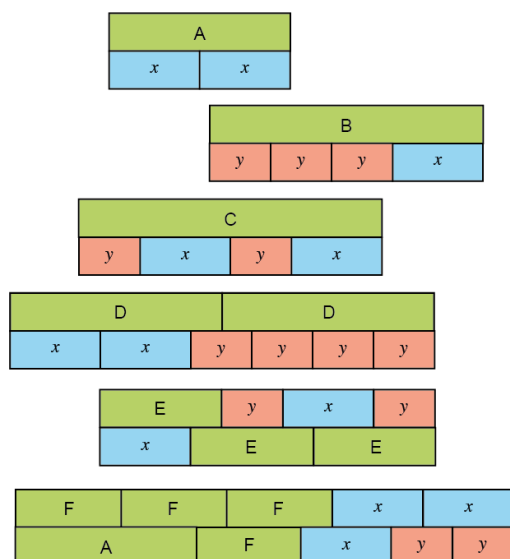 A
x x
B
y y y x
C
y x y x
D D
x x y y y y
E y x y
x E E
F F F x x
A F x y y